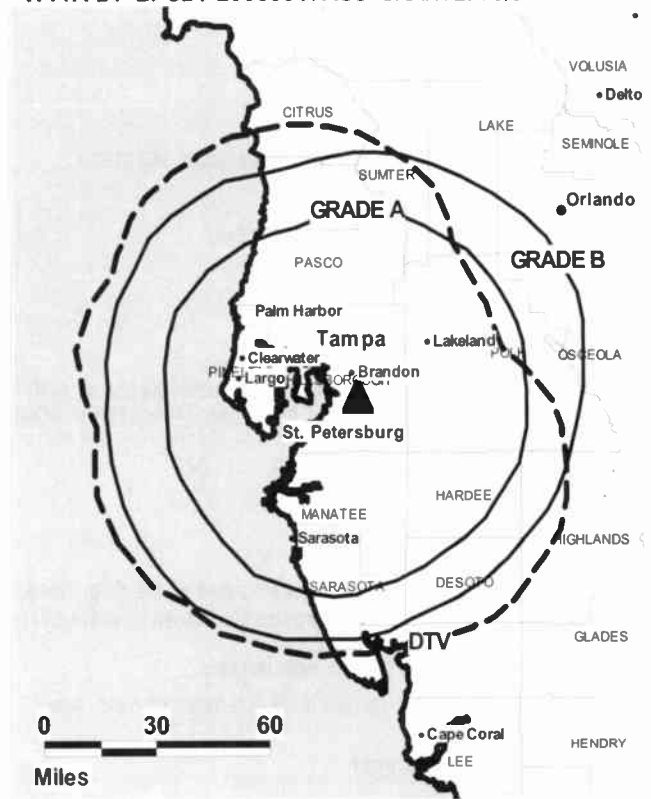 VOLUSIA
Delto
CITRUS
LAKE
SEMINOLE
SUMTER
Orlando
GRADE A
GRADE B
PASCO
Palm Harbor
Tampa
Lakeland
POLK
OSCEOLA
Clearwater
Brandon
Largo
St. Petersburg
HARDEE
MANATEE
HIGHLANDS
Sarasota
SARASOTA
DESOTO
DTV
GLADES
0 30 60
Cape Coral
HENDRY
LEE
Miles